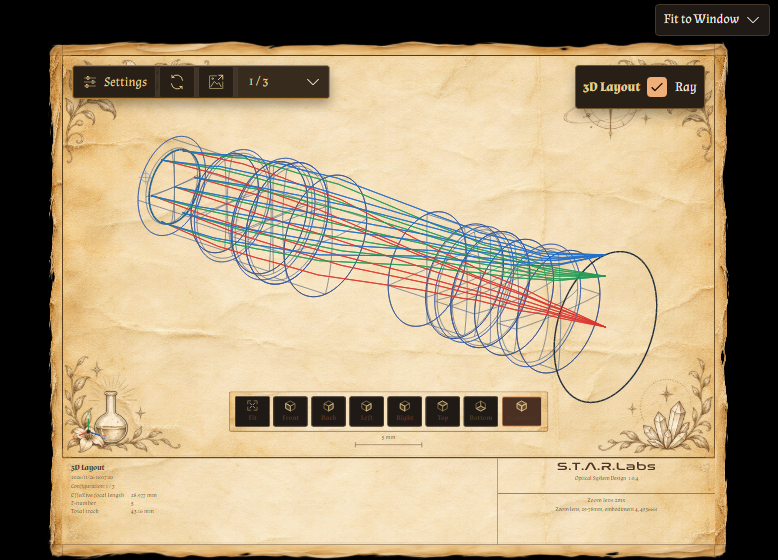 Fit to Window
Settings
1 / 3
3D Layout
Ray
Fit
Front
Back
Left
Right
Top
Bottom
5 mm
3D Layout
Configuration: 1 / 3
Effective focal length
F-number 5
Total track
S.T.A.R.Labs
Optical System Design
Zoom lens